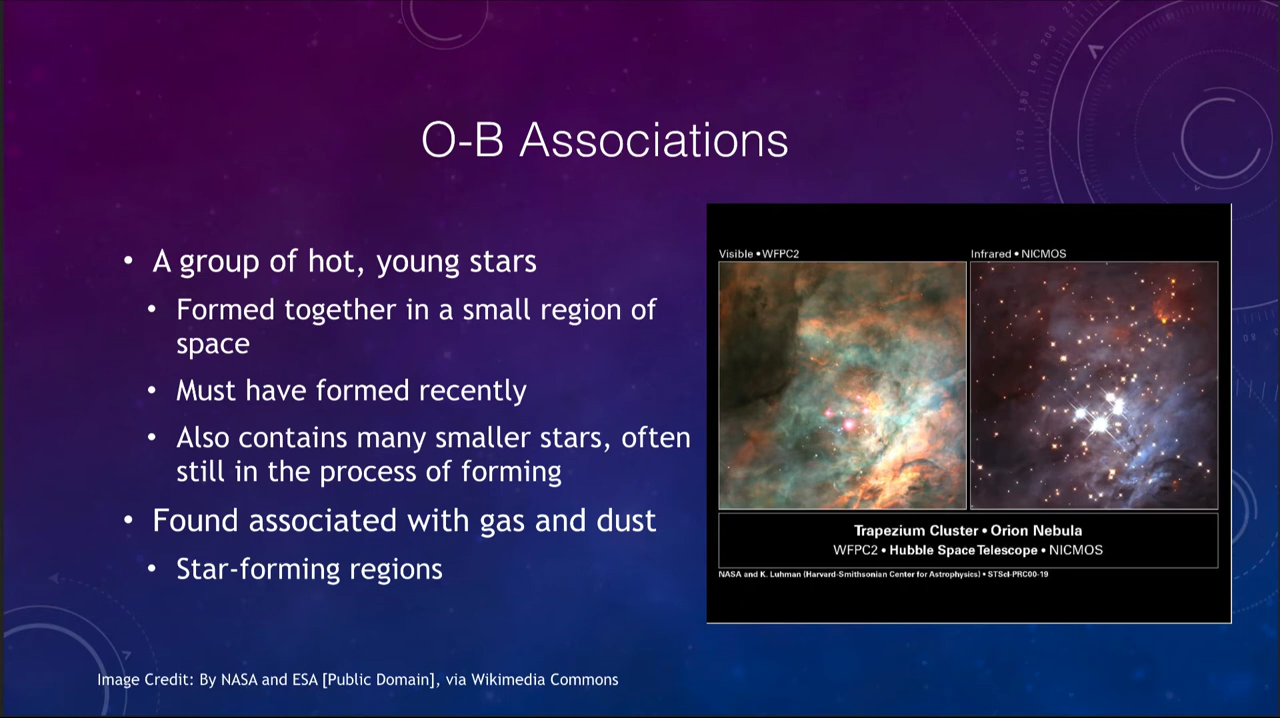 O-B Associations
• A group of hot, young stars
• Formed together in a small region of
space
• Must have formed recently
• Also contains many smaller stars, often
still in the process of forming
• Found associated with gas and dust
• Star-forming regions
Visible • WFPC2
Infrared • NICMOS
Trapezium Cluster • Orion Nebula
WFPC2 • Hubble Space Telescope • NICMOS
NASA and K. Luhman (Harvard-Smithsonian Center for Astrophysics) • STScI-PRC00-19
Image Credit: By NASA and ESA [Public Domain], via Wikimedia Commons